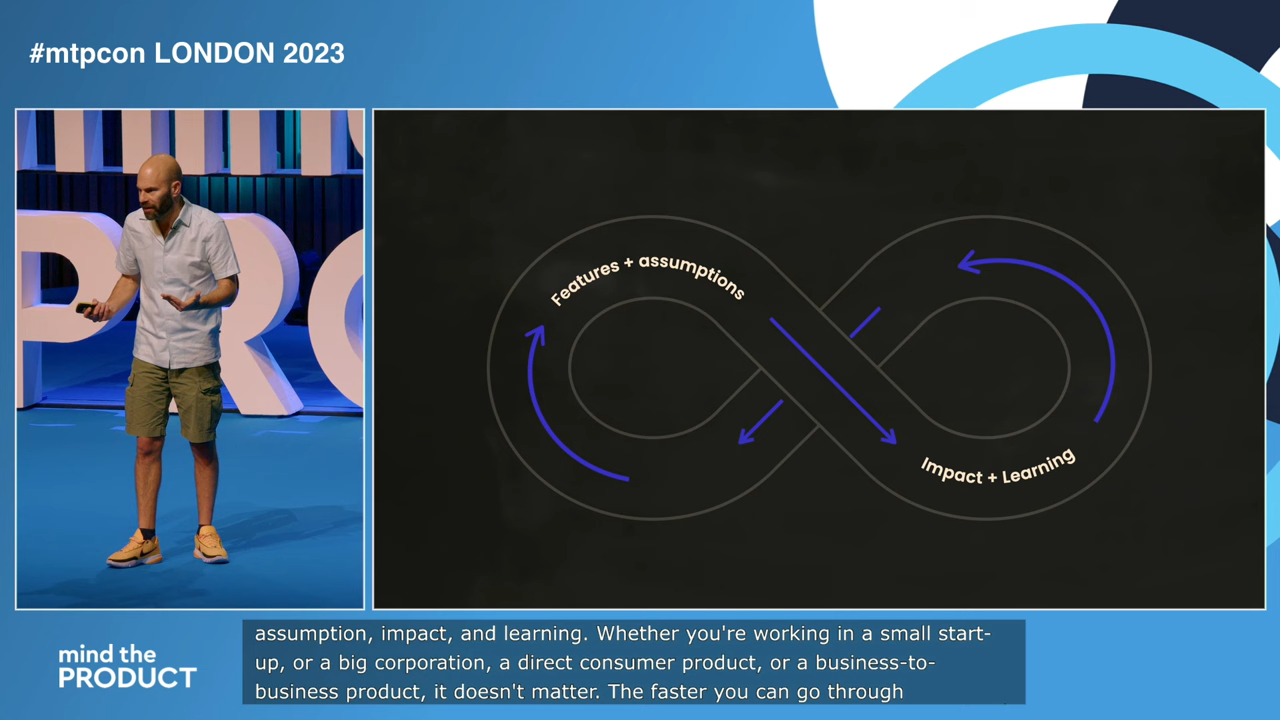 #mtpcon LONDON 2023
Features + assumptions
Impact + Learning
mind the
PRODUCT
assumption, impact, and learning. Whether you're working in a small start-
up, or a big corporation, a direct consumer product, or a business-to-
business product, it doesn't matter. The faster you can go through